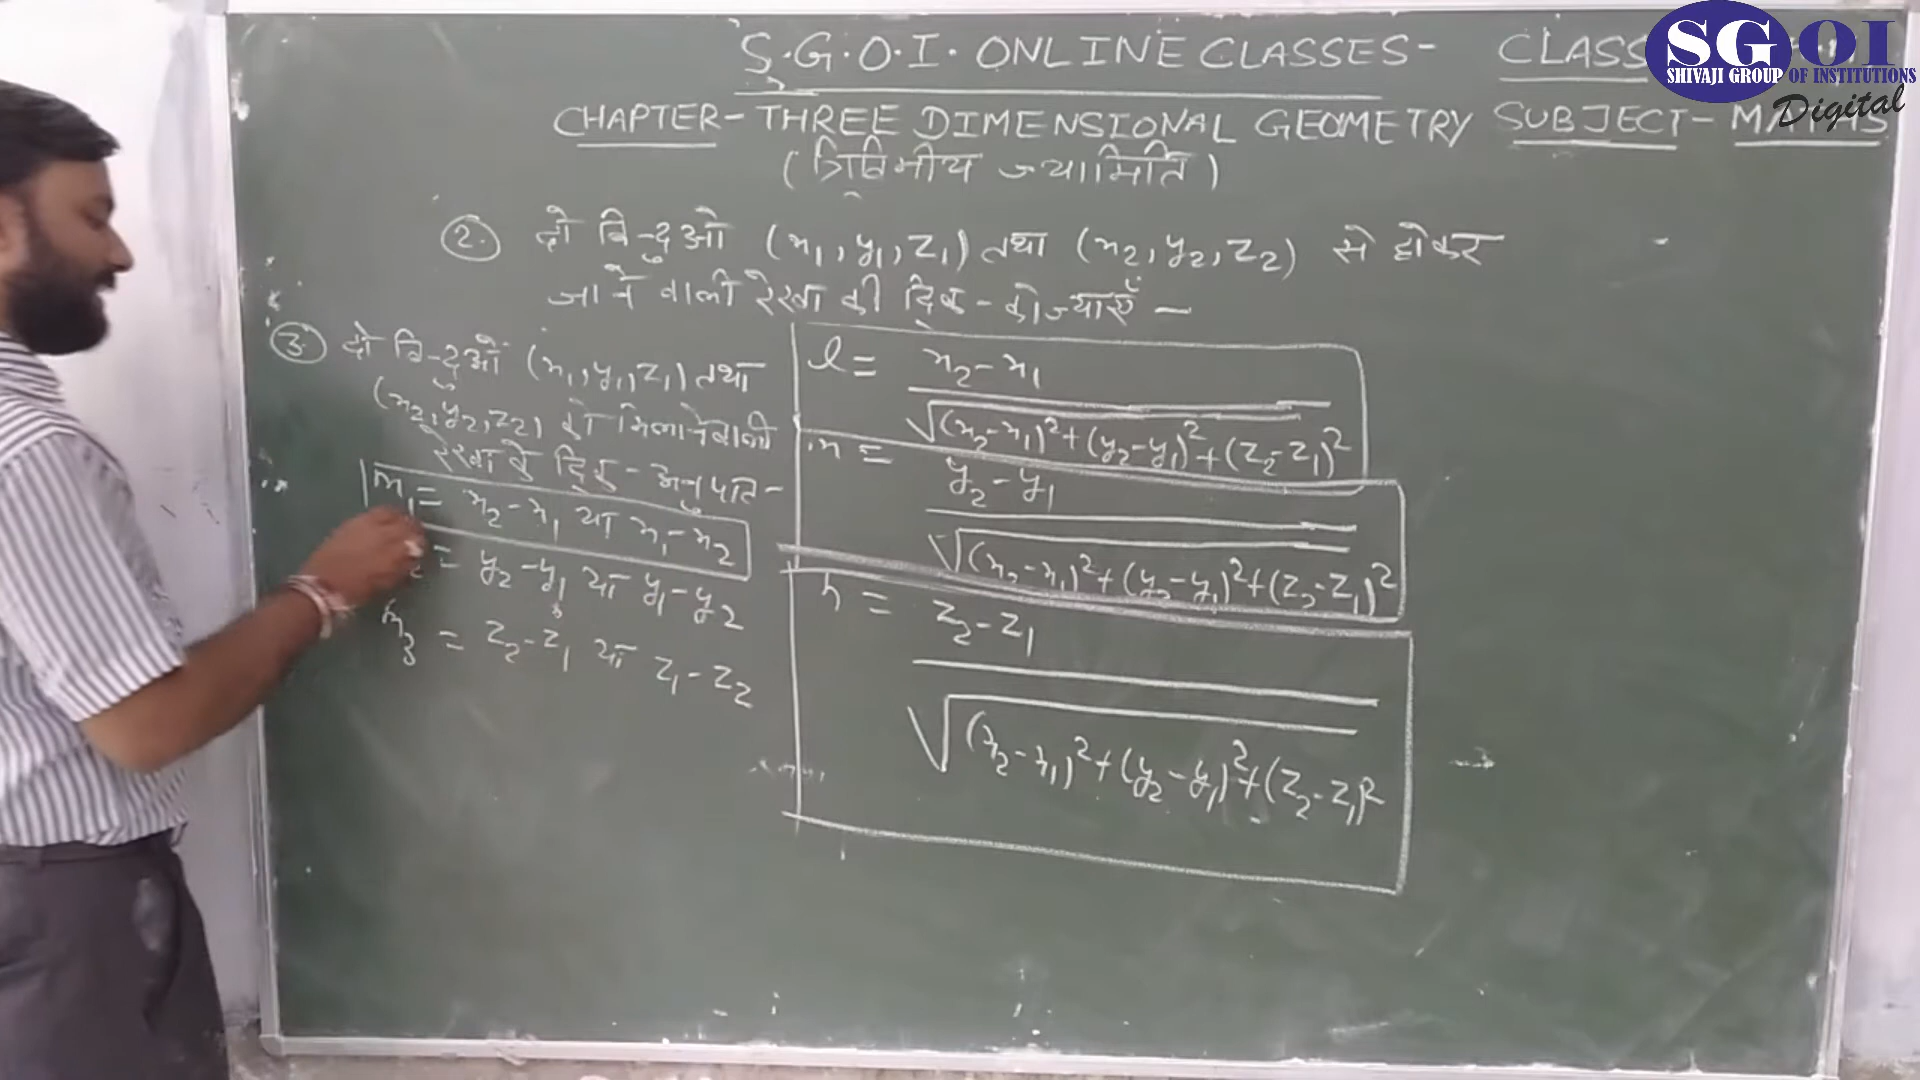 S.G.O.I. ONLINE CLASSES- CLASS
SGOI
SHIVAJI GROUP OF INSTITUTIONS
Digital
CHAPTER - THREE DIMENSIONAL GEOMETRY SUBJECT - MATHS
(त्रिविमीय ज्यामिति)
2. दो बिन्दुओं (x₁, y₁, z₁) तथा (x₂, y₂, z₂) से होकर
जाने वाली रेखा की दिक-कोज्याएँ -
l = x₂-x₁
√(x₂-x₁)²+(y₂-y₁)²+(z₂-z₁)²
m = y₂-y₁
√(x₂-x₁)²+(y₂-y₁)²+(z₂-z₁)²
n = z₂-z₁
√(x₂-x₁)²+(y₂-y₁)²+(z₂-z₁)²
3. दो बिन्दुओं (x₁, y₁, z₁) तथा
(x₂, y₂, z₂) को मिलाने वाली
रेखा के दिक-अनुपात-
m₁ = x₂-x₁ या x₁-x₂
₂ = y₂-y₁ या y₁-y₂
m₃ = z₂-z₁ या z₁-z₂